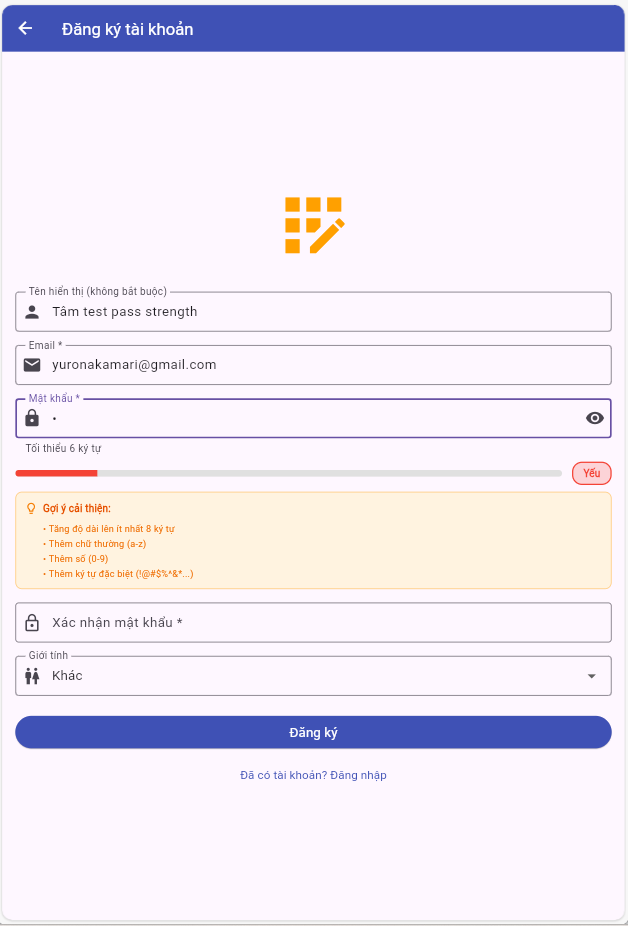 Đăng ký tài khoản
Tên hiển thị (không bắt buộc)
Tâm test pass strength
Email *
yuronakamari@gmail.com
Mật khẩu *
•
Tối thiểu 6 ký tự
Yếu
Gợi ý cải thiện:
• Tăng độ dài lên ít nhất 8 ký tự
• Thêm chữ thường (a-z)
• Thêm số (0-9)
• Thêm ký tự đặc biệt (!@#$%^&*...)
Xác nhận mật khẩu *
Giới tính
Khác
Đăng ký
Đã có tài khoản? Đăng nhập